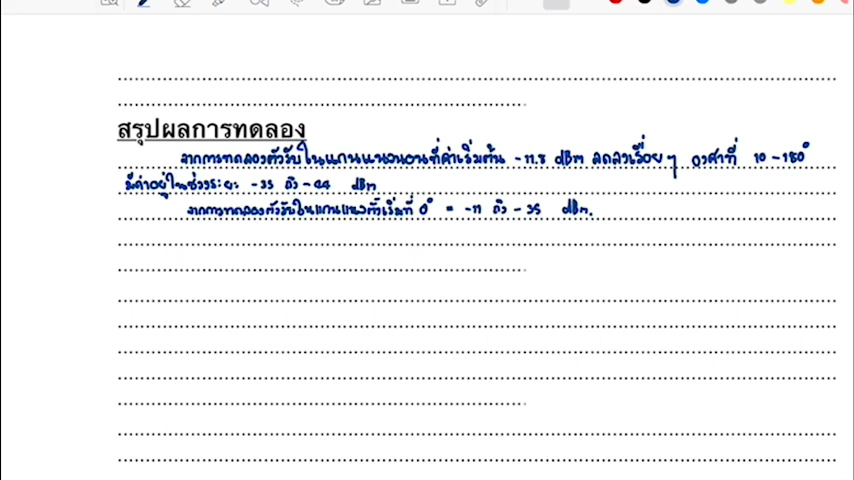 สรุปผลการทดลอง
จากการทดลองตัวรับในแกนแนวนอนที่ค่าเริ่มต้น -11.8 dBm ลดลงเรื่อยๆ องศาที่ 10 - 180°
มีค่าอยู่ในช่วงระยะ -35 ถึง - 44 dBm
จากการทดลองตัวรับในแกนแนวตั้งเริ่มที่ 0° = -11 ถึง - 35 dBm.